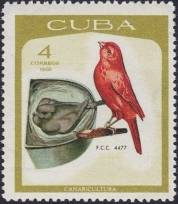 CUBA
4
CORREOS
1968
F.C.C. 4477
CANARICULTURA